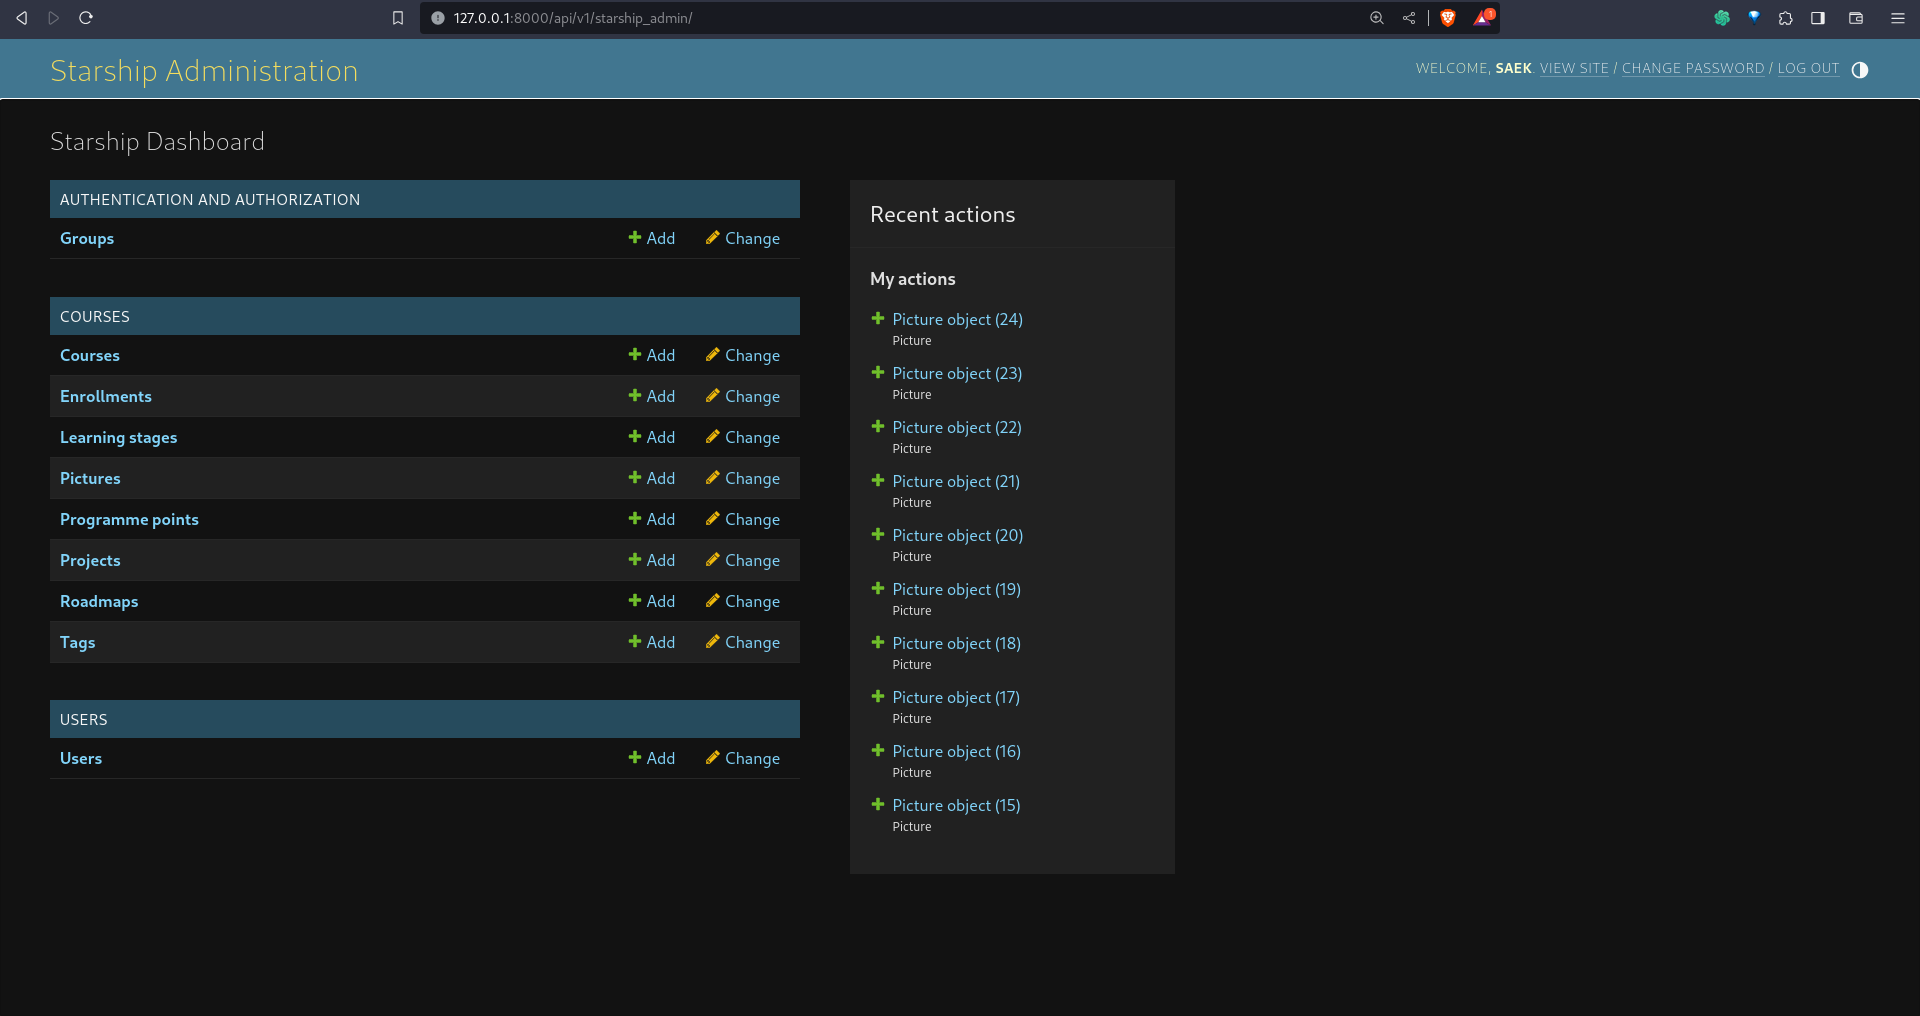 127.0.0.1:8000/api/v1/starship_admin/
1
Starship Administration
WELCOME, SAEK. VIEW SITE / CHANGE PASSWORD / LOG OUT
Starship Dashboard
AUTHENTICATION AND AUTHORIZATION
Groups Add Change
COURSES
Courses Add Change
Enrollments Add Change
Learning stages Add Change
Pictures Add Change
Programme points Add Change
Projects Add Change
Roadmaps Add Change
Tags Add Change
USERS
Users Add Change
Recent actions
My actions
Picture object (24)
Picture
Picture object (23)
Picture
Picture object (22)
Picture
Picture object (21)
Picture
Picture object (20)
Picture
Picture object (19)
Picture
Picture object (18)
Picture
Picture object (17)
Picture
Picture object (16)
Picture
Picture object (15)
Picture